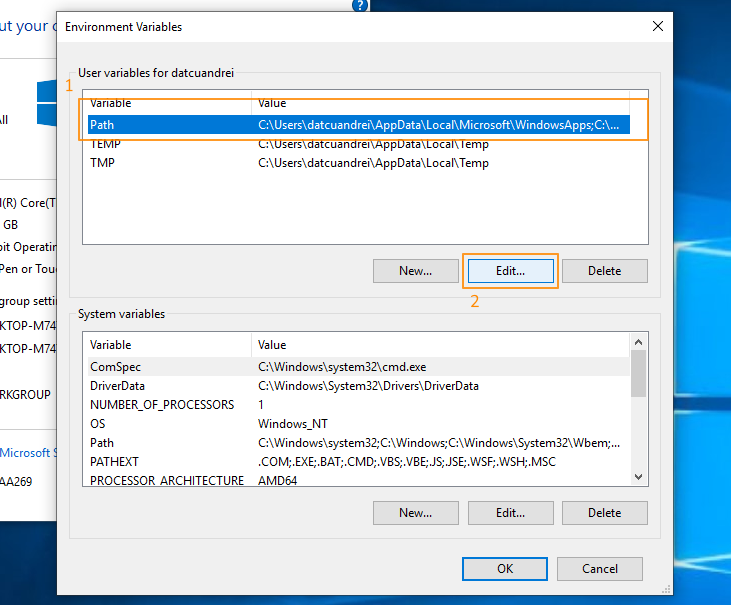 ?
out your c
Environment Variables
User variables for datcuandrei
1
Variable Value
Path C:\Users\datcuandrei\AppData\Local\Microsoft\WindowsApps;C:\...
TEMP C:\Users\datcuandrei\AppData\Local\Temp
TMP C:\Users\datcuandrei\AppData\Local\Temp
All
l(R) Core(T
GB
bit Operatin
Pen or Tou
New... Edit... Delete
2
group settin
KTOP-M74
KTOP-M74
RKGROUP
Microsoft S
AA269
System variables
Variable Value
ComSpec C:\Windows\system32\cmd.exe
DriverData C:\Windows\System32\Drivers\DriverData
NUMBER_OF_PROCESSORS 1
OS Windows_NT
Path C:\Windows\system32;C:\Windows;C:\Windows\System32\Wbem;...
PATHEXT .COM;.EXE;.BAT;.CMD;.VBS;.VBE;.JS;.JSE;.WSF;.WSH;.MSC
PROCESSOR_ARCHITECTURE AMD64
New... Edit... Delete
OK Cancel